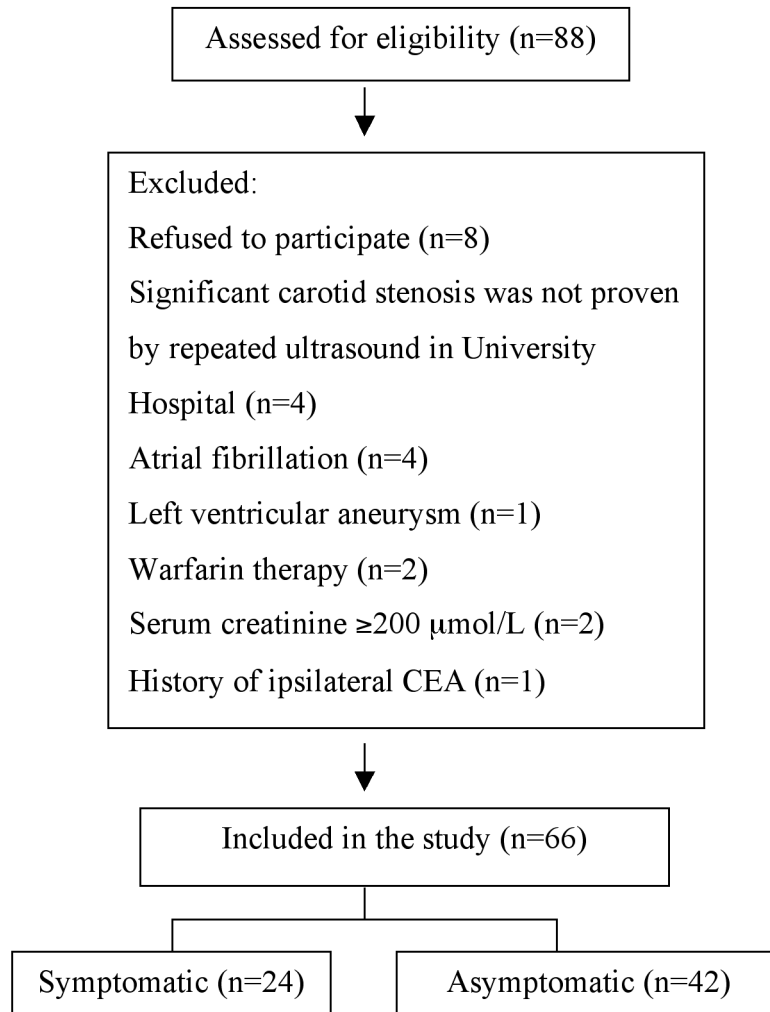 Assessed for eligibility (n=88)
Excluded:
Refused to participate (n=8)
Significant carotid stenosis was not proven
by repeated ultrasound in University
Hospital (n=4)
Atrial fibrillation (n=4)
Left ventricular aneurysm (n=1)
Warfarin therapy (n=2)
Serum creatinine ≥200 μmol/L (n=2)
History of ipsilateral CEA (n=1)
Included in the study (n=66)
Symptomatic (n=24)
Asymptomatic (n=42)